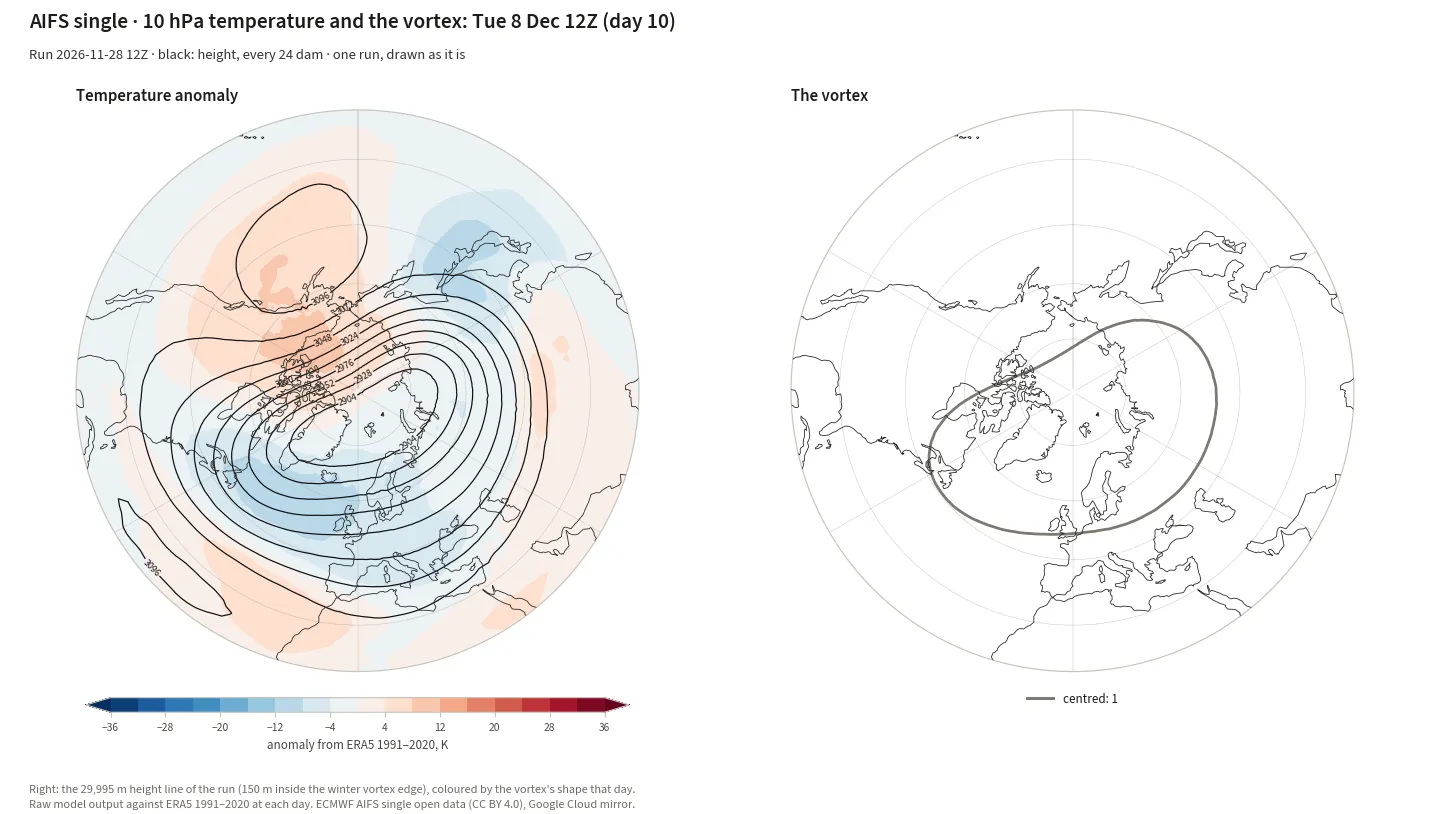 AIFS single · 10 hPa temperature and the vortex: Tue 8 Dec 12Z (day 10)
Run 2026-11-28 12Z · black: height, every 24 dam · one run, drawn as it is
Temperature anomaly
The vortex
3096
3048
3024
2976
2952
2928
2904
2904
3096
centred: 1
−36 −28 −20 −12 −4 4 12 20 28 36
anomaly from ERA5 1991–2020, K
Right: the 29,995 m height line of the run (150 m inside the winter vortex edge), coloured by the vortex's shape that day.
Raw model output against ERA5 1991–2020 at each day. ECMWF AIFS single open data (CC BY 4.0), Google Cloud mirror.